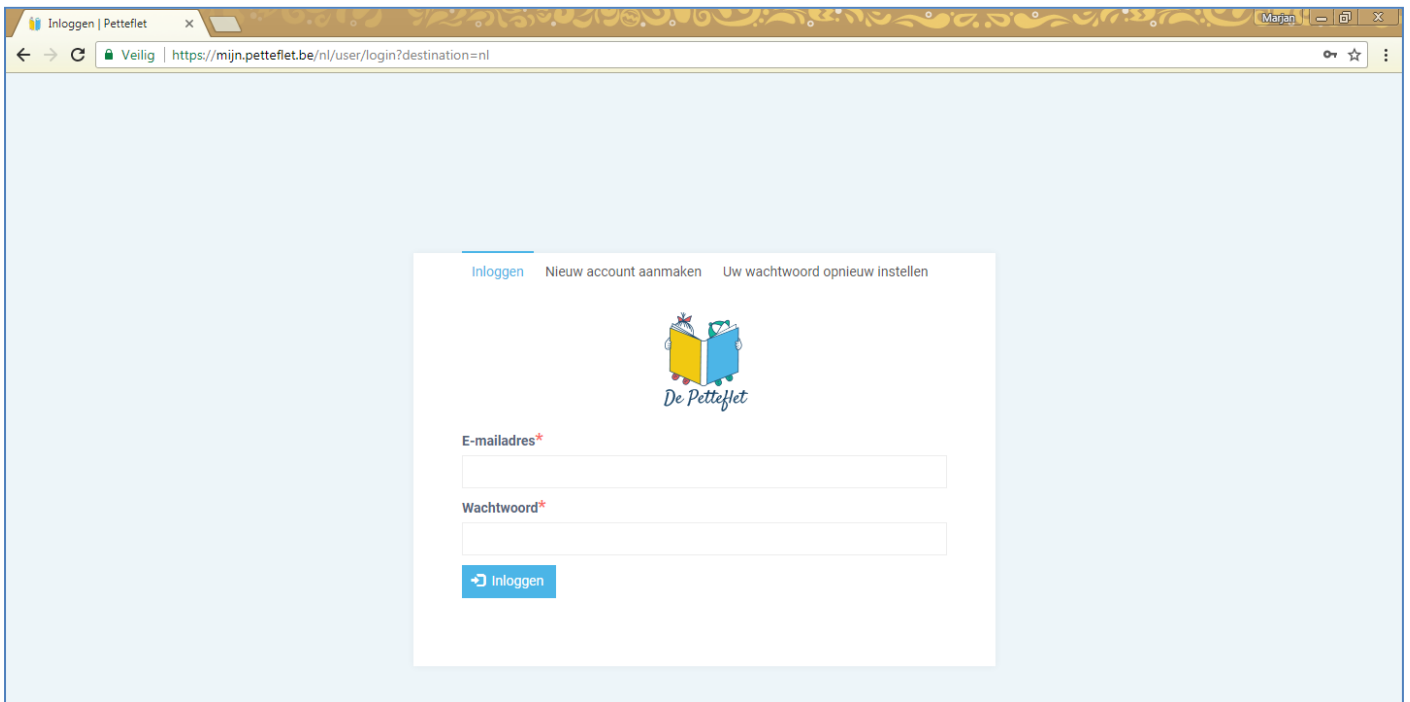 Inloggen | Petteflet
Marjan
Veilig https://mijn.petteflet.be/nl/user/login?destination=nl
Inloggen Nieuw account aanmaken Uw wachtwoord opnieuw instellen
De Petteflet
E-mailadres*
Wachtwoord*
Inloggen